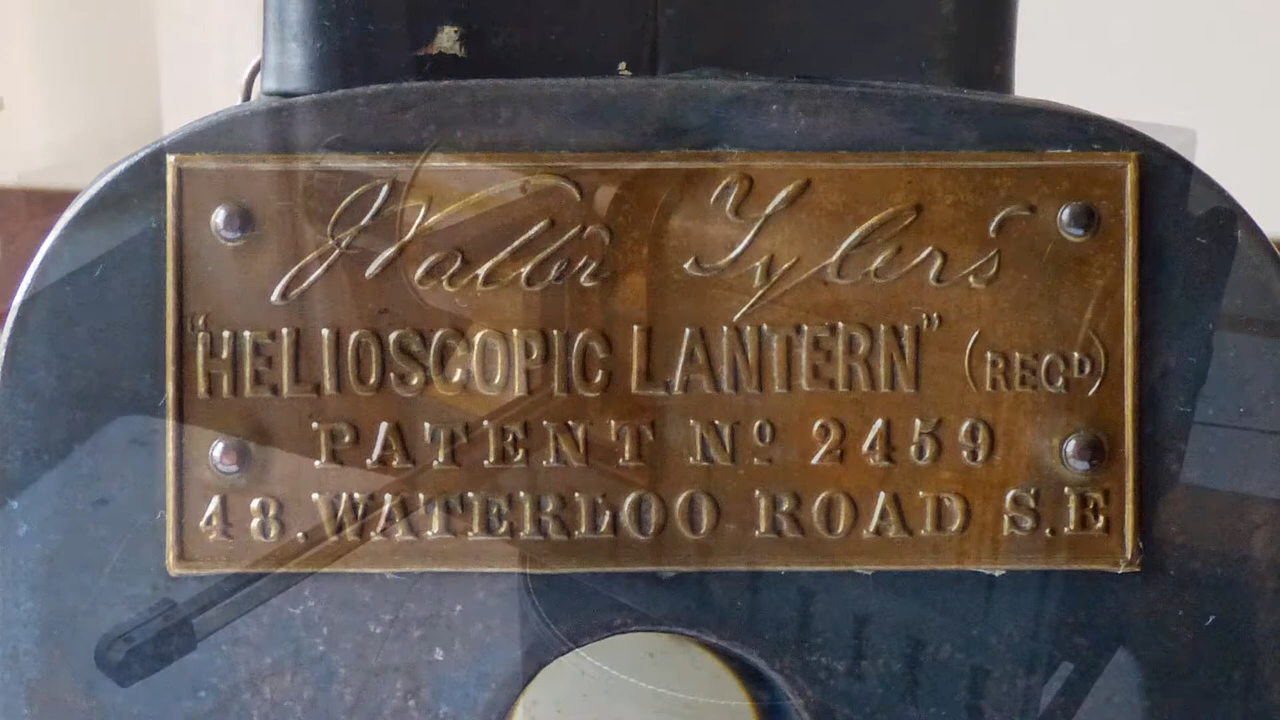 Walter Tyler's
"HELIOSCOPIC LANTERN" (REGD)
PATENT Nº 2459
48. WATERLOO ROAD S.E